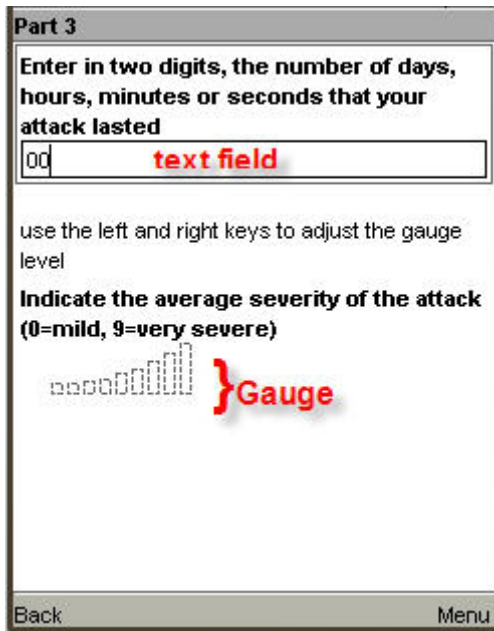 Part 3
Enter in two digits, the number of days,
hours, minutes or seconds that your
attack lasted
00 text field
use the left and right keys to adjust the gauge
level
Indicate the average severity of the attack
(0=mild, 9=very severe)
}Gauge
Back Menu